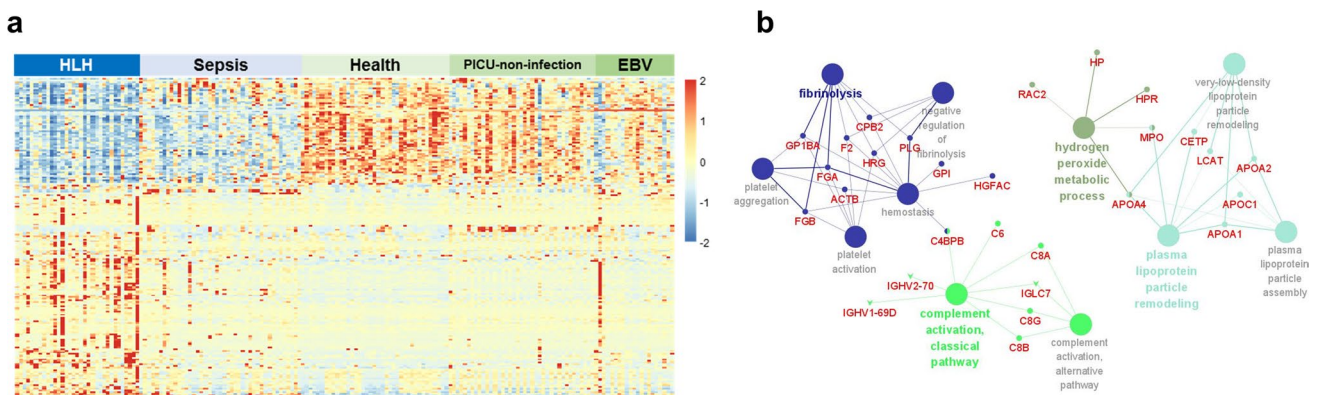 a
b
HLH
Sepsis
Health
PICU-non-infection
EBV
2
1
0
-1
-2
fibrinolysis
negative
regulation
of
fibrinolysis
CPB2
GP1BA
F2
PLG
HRG
GPI
FGA
HGFAC
platelet
aggregation
ACTB
hemostasis
FGB
platelet
activation
C4BPB
C6
C8A
IGHV2-70
IGLC7
IGHV1-69D
C8G
complement
activation,
classical
pathway
C8B
complement
activation,
alternative
pathway
HP
RAC2
HPR
very-low-density
lipoprotein
particle
remodeling
MPO
CETP
hydrogen
peroxide
metabolic
process
LCAT
APOA2
APOA4
APOC1
APOA1
plasma
lipoprotein
particle
remodeling
plasma
lipoprotein
particle
assembly